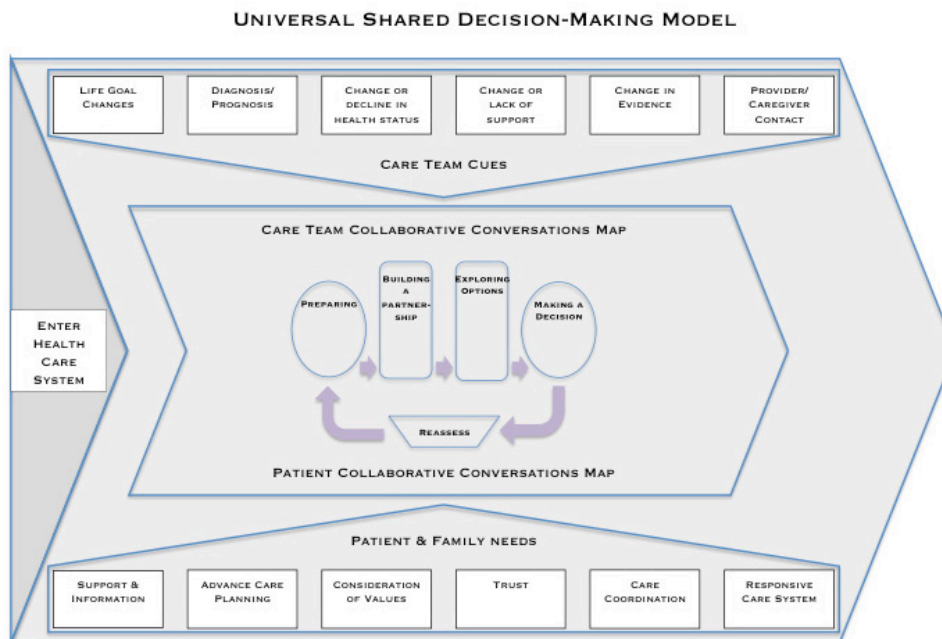 UNIVERSAL SHARED DECISION-MAKING MODEL
LIFE GOAL
CHANGES
DIAGNOSIS/
PROGNOSIS
CHANGE OR
DECLINE IN
HEALTH STATUS
CHANGE OR
LACK OF
SUPPORT
CHANGE IN
EVIDENCE
PROVIDER/
CAREGIVER
CONTACT
CARE TEAM CUES
CARE TEAM COLLABORATIVE CONVERSATIONS MAP
ENTER
HEALTH
CARE
SYSTEM
PREPARING
BUILDING
A
PARTNER-
SHIP
EXPLORING
OPTIONS
MAKING A
DECISION
REASSESS
PATIENT COLLABORATIVE CONVERSATIONS MAP
PATIENT & FAMILY NEEDS
SUPPORT &
INFORMATION
ADVANCE CARE
PLANNING
CONSIDERATION
OF VALUES
TRUST
CARE
COORDINATION
RESPONSIVE
CARE SYSTEM